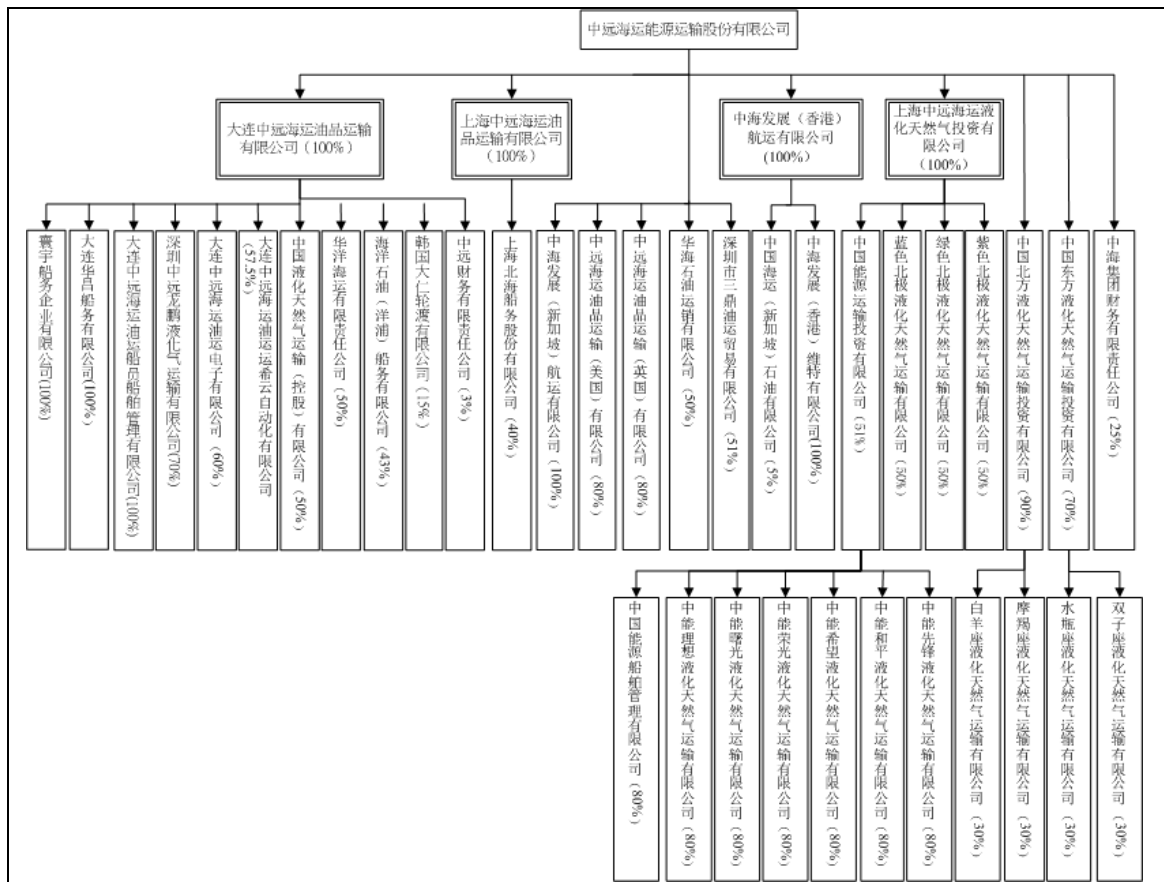 中远海运能源运输股份有限公司
大连中远海运油品运输
有限公司（100%）
上海中远海运油
品运输有限公司
（100%）
中海发展（香港）
航运有限公司
(100%)
上海中远海运液
化天然气投资有
限公司
（100%）
寰宇船务企业有限公司(100%)
大连华昌船务有限公司(100%)
大连中远海运油运船员船舶管理有限公司(100%)
深圳中远龙鹏液化气运输有限公司(70%)
大连中远海运油运电子有限公司（60%）
大连中远海运油运运希云自动化有限公司
(57.5%)
中国液化天然气运输（控股）有限公司（50%）
华洋海运有限责任公司（50%）
海洋石油（洋浦）船务有限公司（43%）
韩国大仁轮渡有限公司（15%）
中远财务有限责任公司（3%）
上海北海船务股份有限公司（40%）
中海发展（新加坡）航运有限公司（100%）
中远海运油品运输（美国）有限公司（80%）
中远海运油品运输（英国）有限公司（80%）
华海石油运销有限公司（50%）
深圳市三鼎油运贸易有限公司（51%）
中国海运（新加坡）石油有限公司（5%）
中海发展（香港）维特有限公司(100%)
中国能源运输投资有限公司（51%）
蓝色北极液化天然气运输有限公司（50%）
绿色北极液化天然气运输有限公司（50%）
紫色北极液化天然气运输有限公司（50%）
中国北方液化天然气运输投资有限公司（90%）
中国东方液化天然气运输投资有限公司（70%）
中海集团财务有限责任公司（25%）
中国能源船舶管理有限公司（80%）
中能理想液化天然气运输有限公司（80%）
中能曙光液化天然气运输有限公司（80%）
中能荣光液化天然气运输有限公司（80%）
中能希望液化天然气运输有限公司（80%）
中能和平液化天然气运输有限公司（80%）
中能先锋液化天然气运输有限公司（80%）
白羊座液化天然气运输有限公司（30%）
摩羯座液化天然气运输有限公司（30%）
水瓶座液化天然气运输有限公司（30%）
双子座液化天然气运输有限公司（30%）